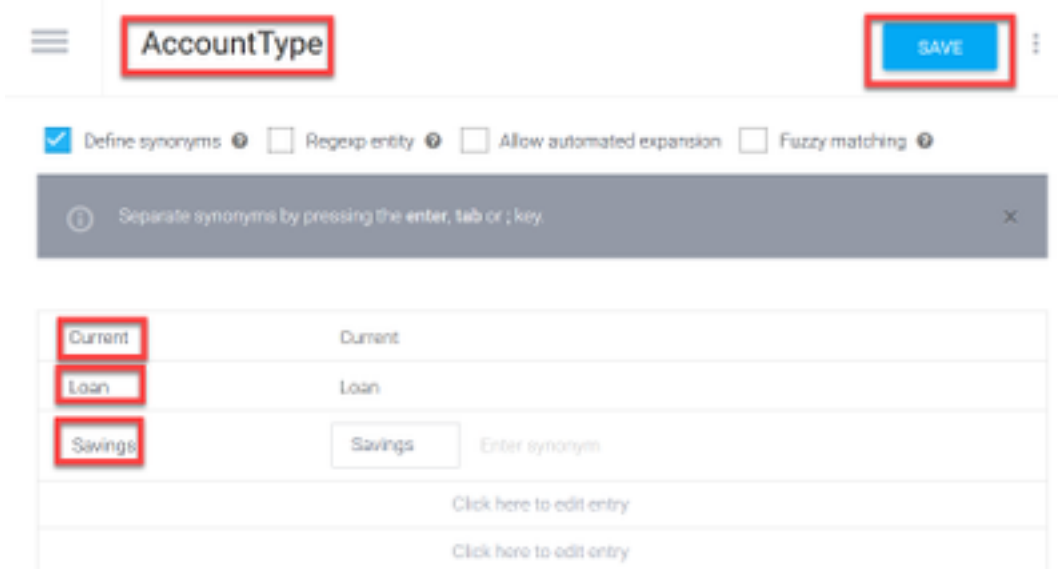 AccountType
SAVE
Define synonyms Regexp entity Allow automated expansion Fuzzy matching
Separate synonyms by pressing the enter, tab or ; key.
Current Current
Loan Loan
Savings Savings Enter synonym
Click here to edit entry
Click here to edit entry